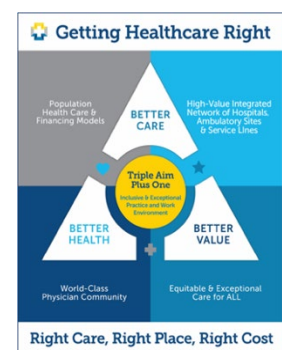 Getting Healthcare Right
Population
Health Care &
Financing Models
BETTER
CARE
High-Value Integrated
Network of Hospitals,
Ambulatory Sites
& Service Lines
Triple Aim
Plus One
Inclusive & Exceptional
Practice and Work
Environment
BETTER
HEALTH
BETTER
VALUE
World-Class
Physician Community
Equitable & Exceptional
Care for ALL
Right Care, Right Place, Right Cost